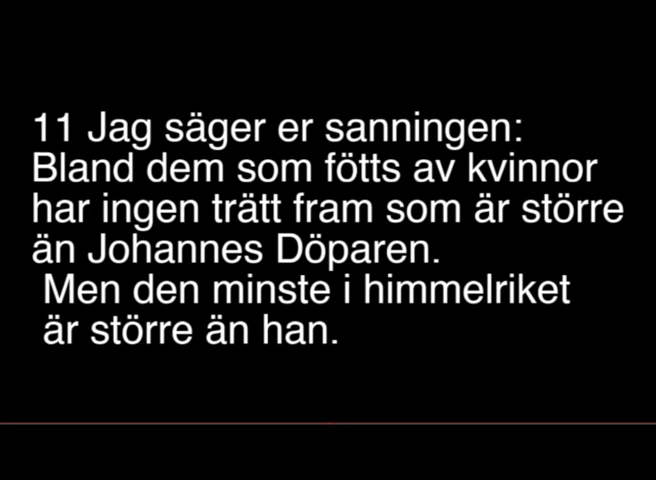 11 Jag säger er sanningen:
Bland dem som fötts av kvinnor
har ingen trätt fram som är större
än Johannes Döparen.
Men den minste i himmelriket
är större än han.